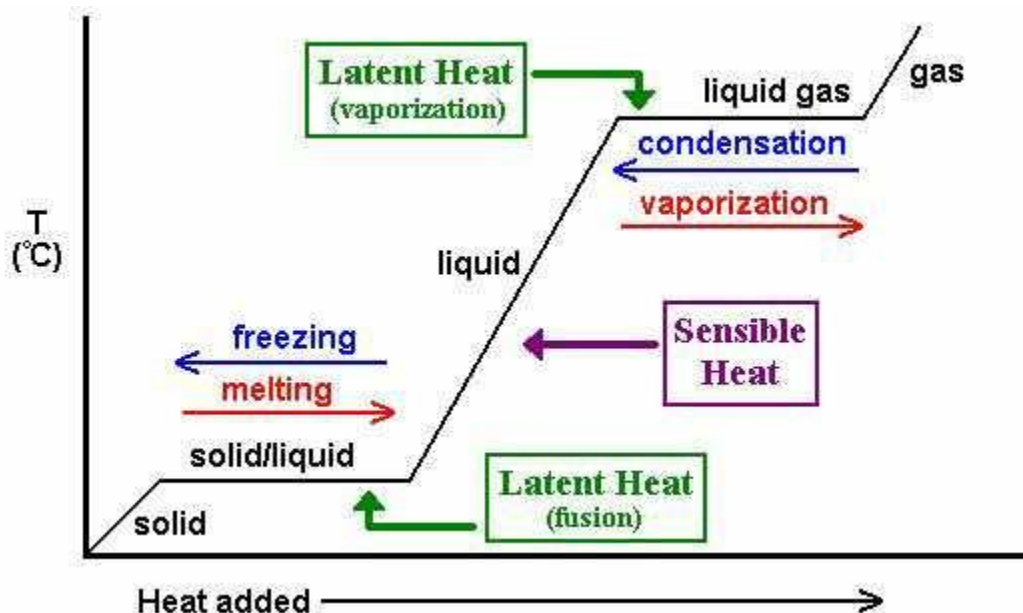 Latent Heat
(vaporization)
liquid gas
gas
condensation
vaporization
T
(°C)
liquid
freezing
melting
Sensible
Heat
solid/liquid
Latent Heat
(fusion)
solid
Heat added